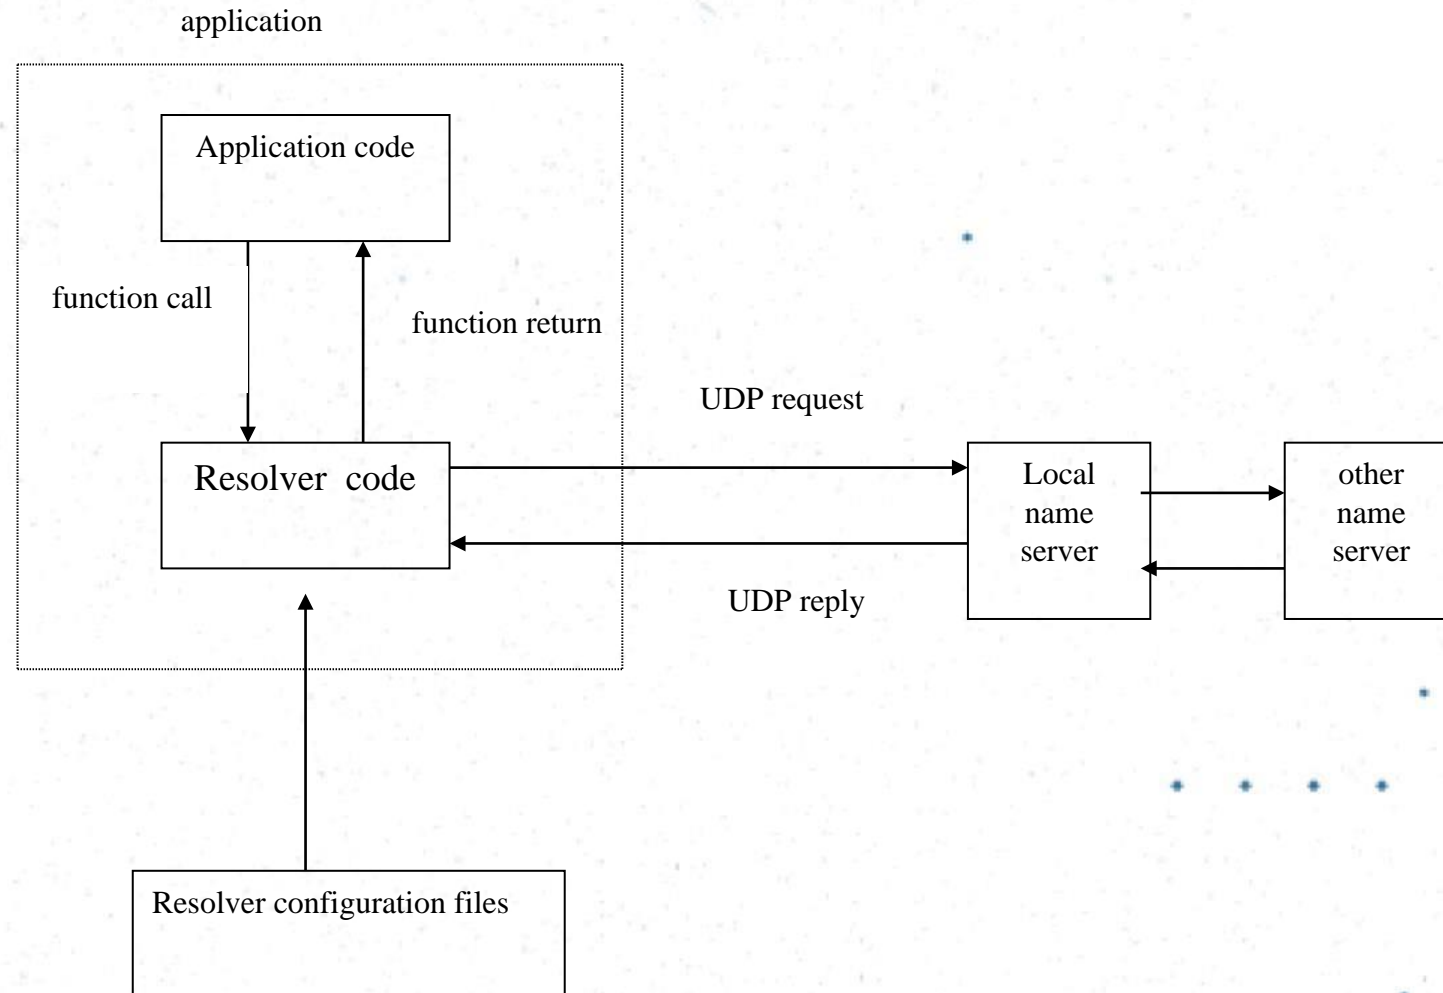 application
Application code
function call
function return
UDP request
Resolver code
Local
name
server
other
name
server
UDP reply
Resolver configuration files